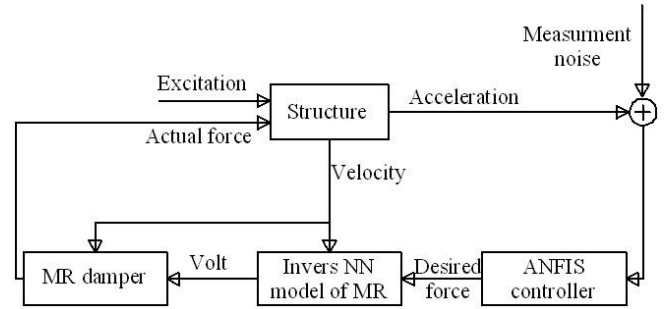 Measurment
noise
Excitation
Structure
Acceleration
+
Actual force
Velocity
MR damper
Volt
Invers NN
model of MR
Desired
force
ANFIS
controller